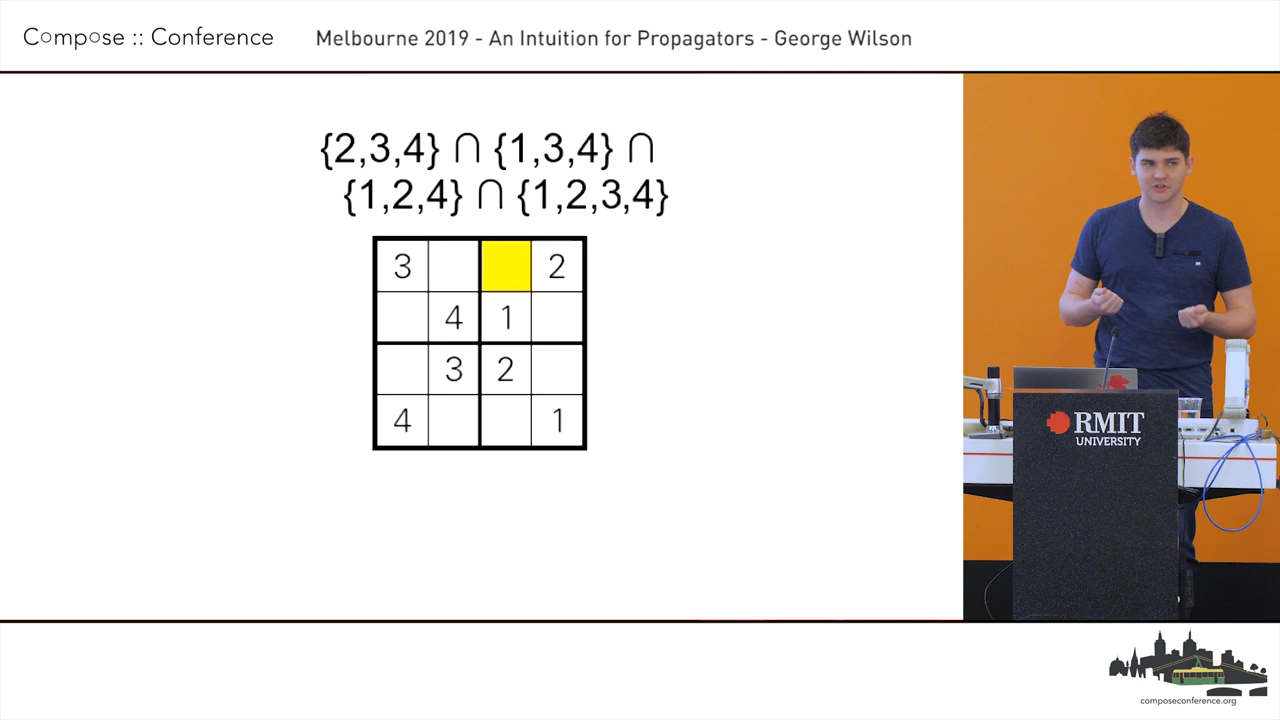 Compose :: Conference
Melbourne 2019 - An Intuition for Propagators - George Wilson
{2,3,4} ∩ {1,3,4} ∩
{1,2,4} ∩ {1,2,3,4}
3 2
4 1
3 2
4 1
RMIT
UNIVERSITY
composeconference.org